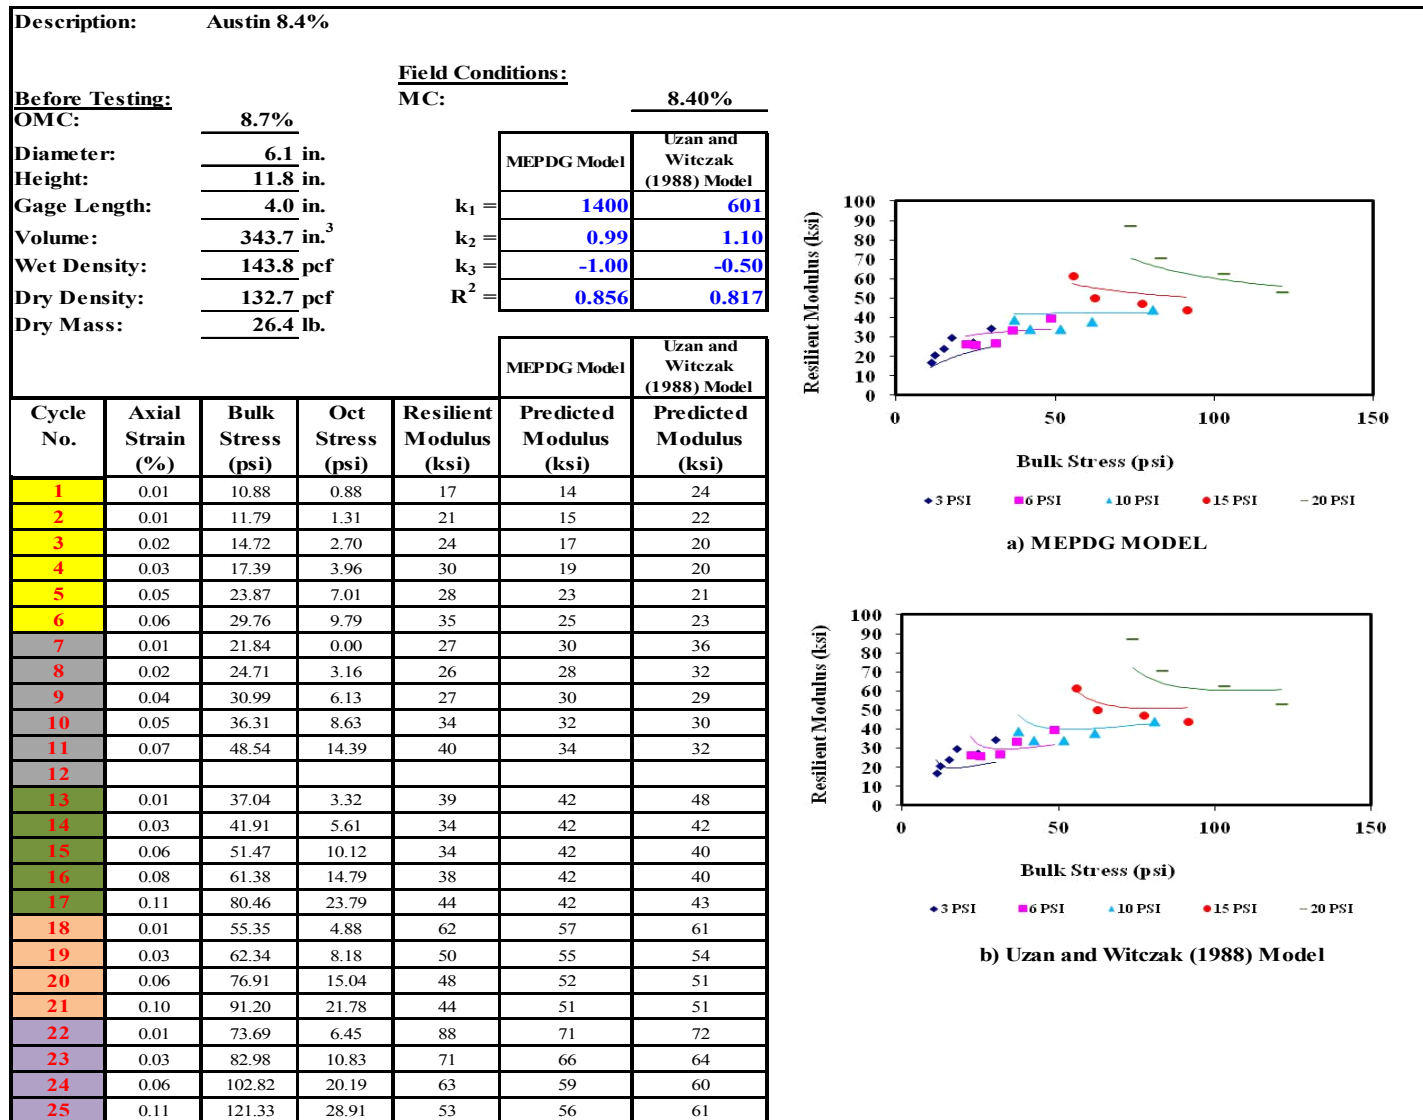 Description: Austin 8.4%
Field Conditions:
Before Testing: MC: 8.40%
OMC: 8.7%
Diameter: 6.1 in.
Height: 11.8 in.
Gage Length: 4.0 in.
Volume: 343.7 in.3
Wet Density: 143.8 pcf
Dry Density: 132.7 pcf
Dry Mass: 26.4 lb.
MEPDG Model Uzan and Witczak (1988) Model
k1 = 1400 601
k2 = 0.99 1.10
k3 = -1.00 -0.50
R2 = 0.856 0.817
MEPDG Model Uzan and Witczak (1988) Model
Cycle No. Axial Strain (%) Bulk Stress (psi) Oct Stress (psi) Resilient Modulus (ksi) Predicted Modulus (ksi) Predicted Modulus (ksi)
1 0.01 10.88 0.88 17 14 24
2 0.01 11.79 1.31 21 15 22
3 0.02 14.72 2.70 24 17 20
4 0.03 17.39 3.96 30 19 20
5 0.05 23.87 7.01 28 23 21
6 0.06 29.76 9.79 35 25 23
7 0.01 21.84 0.00 27 30 36
8 0.02 24.71 3.16 26 28 32
9 0.04 30.99 6.13 27 30 29
10 0.05 36.31 8.63 34 32 30
11 0.07 48.54 14.39 40 34 32
12
13 0.01 37.04 3.32 39 42 48
14 0.03 41.91 5.61 34 42 42
15 0.06 51.47 10.12 34 42 40
16 0.08 61.38 14.79 38 42 40
17 0.11 80.46 23.79 44 42 43
18 0.01 55.35 4.88 62 57 61
19 0.03 62.34 8.18 50 55 54
20 0.06 76.91 15.04 48 52 51
21 0.10 91.20 21.78 44 51 51
22 0.01 73.69 6.45 88 71 72
23 0.03 82.98 10.83 71 66 64
24 0.06 102.82 20.19 63 59 60
25 0.11 121.33 28.91 53 56 61
Resilient Modulus (ksi)
100
90
80
70
60
50
40
30
20
10
0
0 50 100 150
Bulk Stress (psi)
3 PSI 6 PSI 10 PSI 15 PSI 20 PSI
a) MEPDG MODEL
Resilient Modulus (ksi)
100
90
80
70
60
50
40
30
20
10
0
0 50 100 150
Bulk Stress (psi)
3 PSI 6 PSI 10 PSI 15 PSI 20 PSI
b) Uzan and Witczak (1988) Model